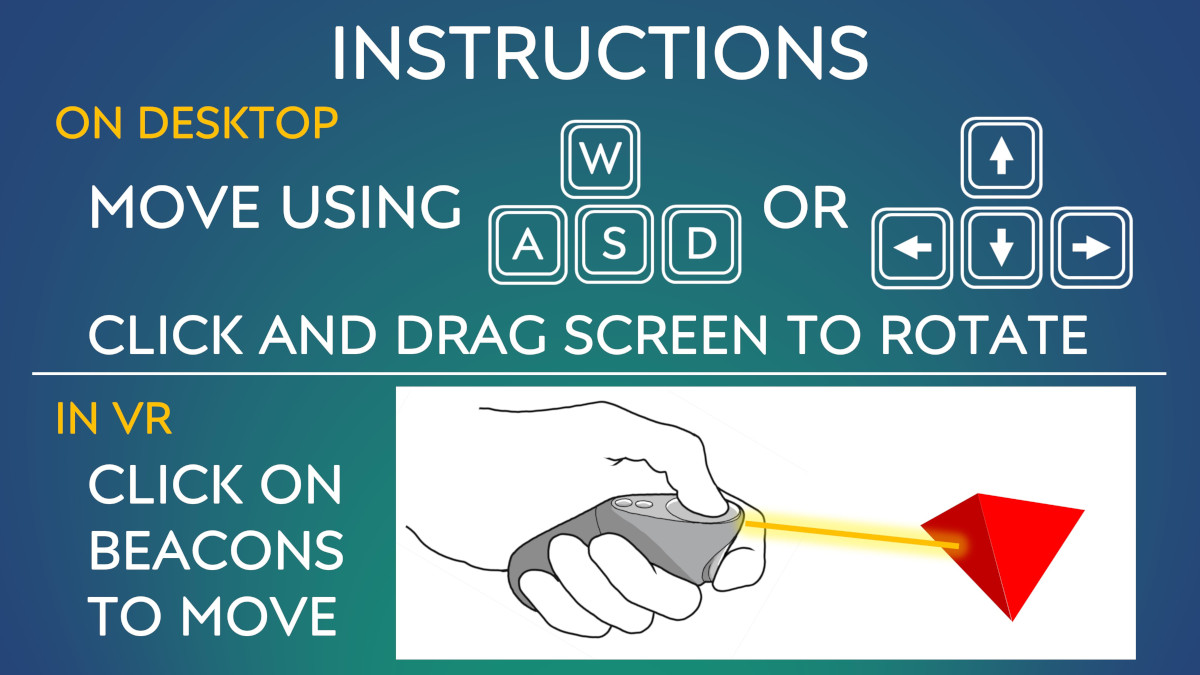 INSTRUCTIONS
ON DESKTOP
W
MOVE USING
OR
A S D
CLICK AND DRAG SCREEN TO ROTATE
IN VR
CLICK ON
BEACONS
TO MOVE